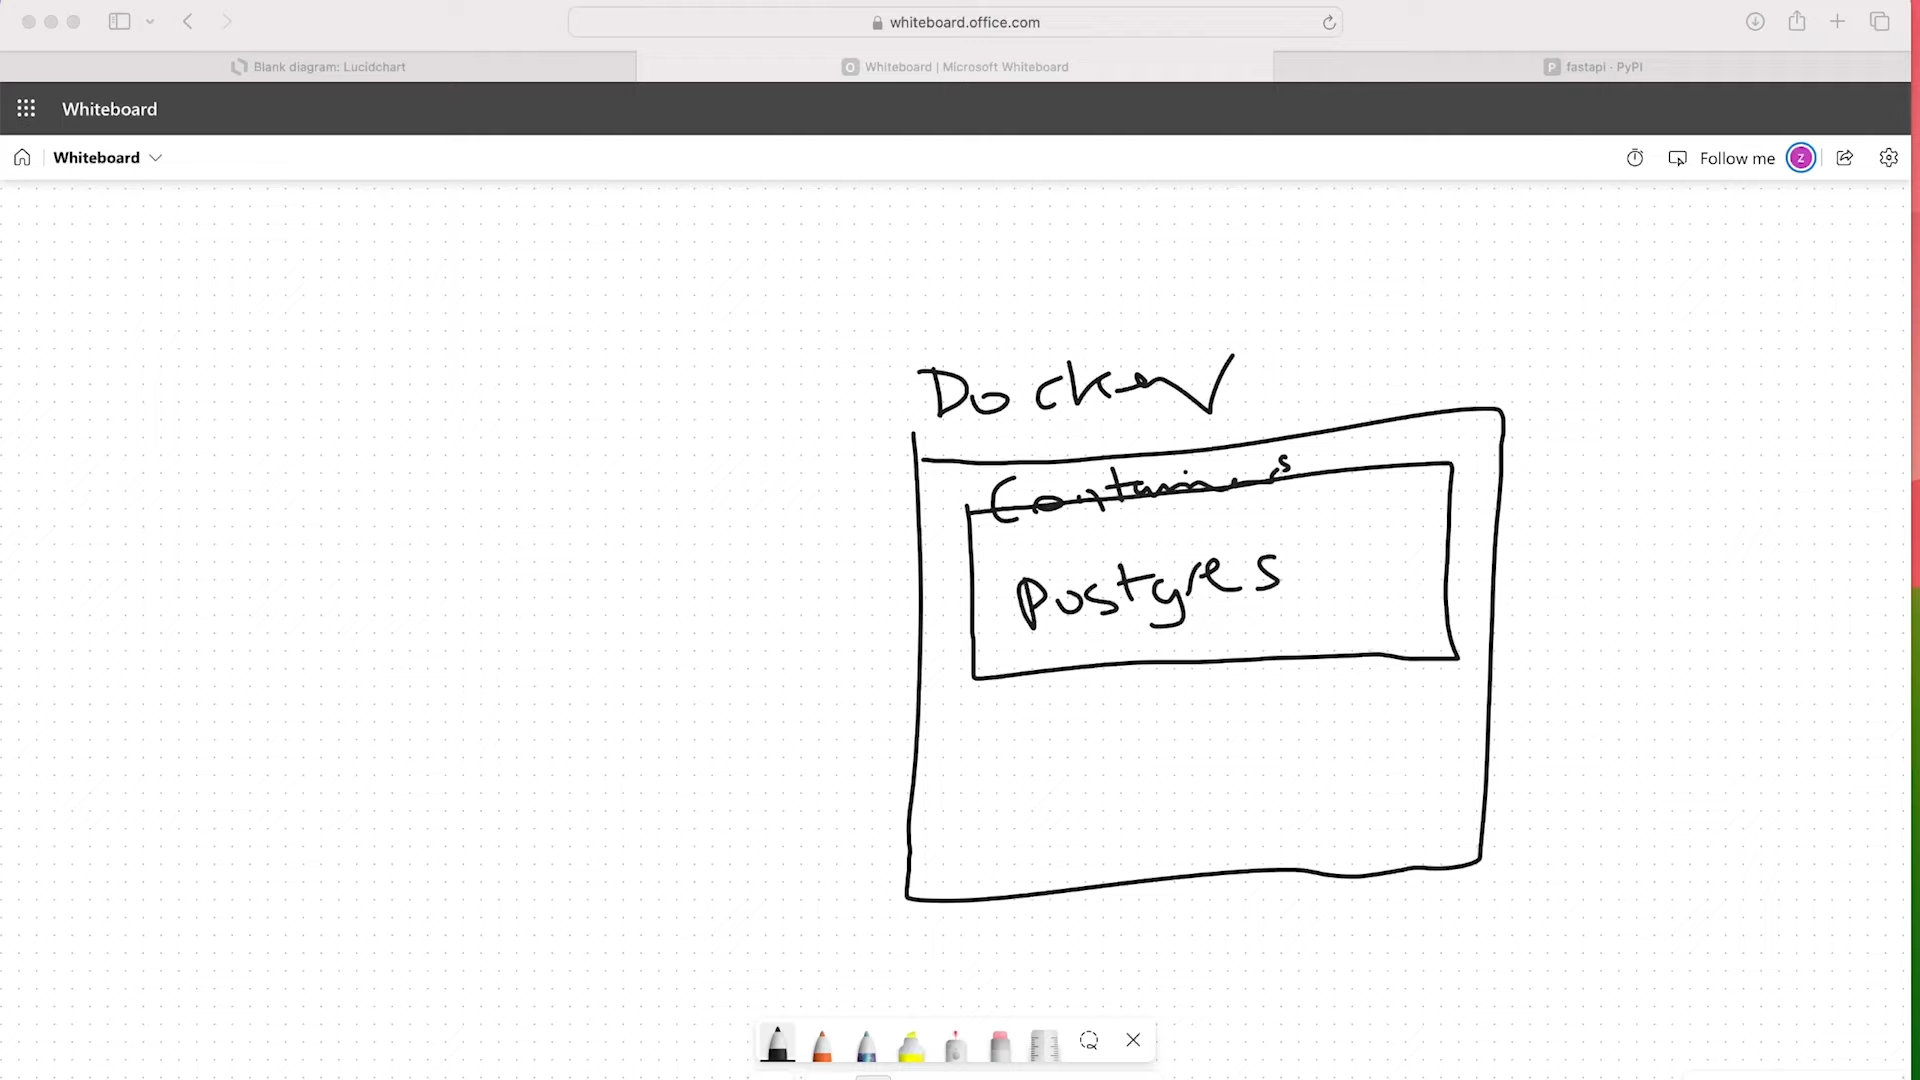 whiteboard.office.com
Blank diagram: Lucidchart
Whiteboard | Microsoft Whiteboard
P fastapi · PyPI
Whiteboard
Whiteboard
Follow me
Z
Docker
Containers
Postgres